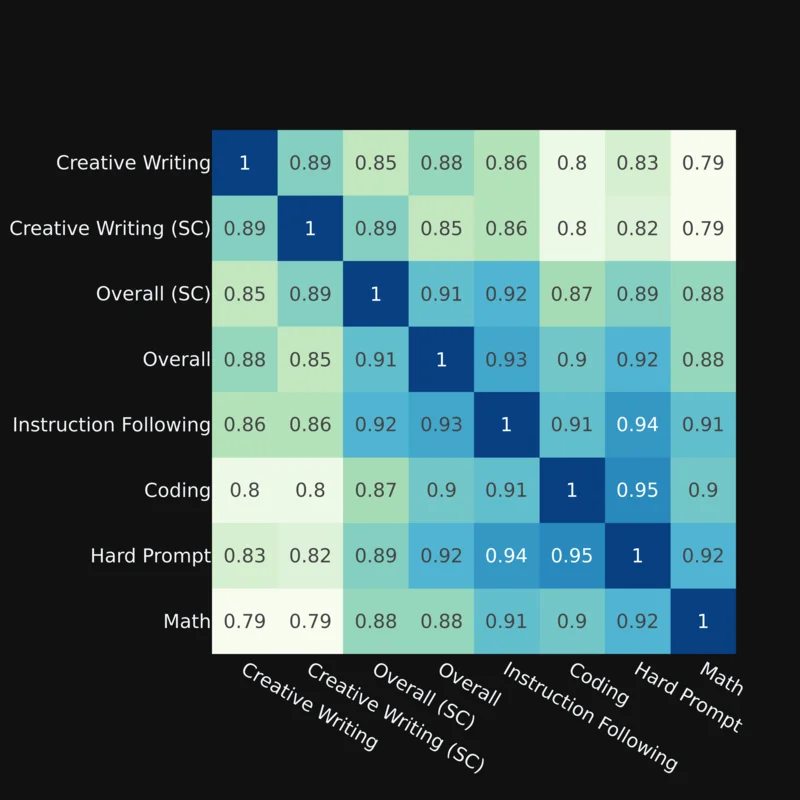 Creative Writing 1 0.89 0.85 0.88 0.86 0.8 0.83 0.79
Creative Writing (SC) 0.89 1 0.89 0.85 0.86 0.8 0.82 0.79
Overall (SC) 0.85 0.89 1 0.91 0.92 0.87 0.89 0.88
Overall 0.88 0.85 0.91 1 0.93 0.9 0.92 0.88
Instruction Following 0.86 0.86 0.92 0.93 1 0.91 0.94 0.91
Coding 0.8 0.8 0.87 0.9 0.91 1 0.95 0.9
Hard Prompt 0.83 0.82 0.89 0.92 0.94 0.95 1 0.92
Math 0.79 0.79 0.88 0.88 0.91 0.9 0.92 1
Creative Writing
Creative Writing (SC)
Overall (SC)
Overall
Instruction Following
Coding
Hard Prompt
Math